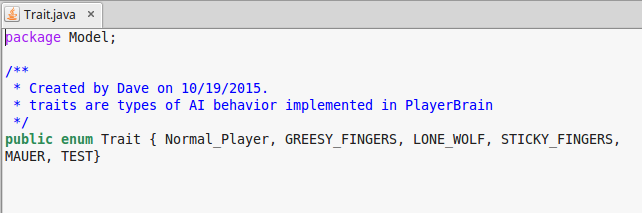 Trait.java ×
package Model;
/**
 * Created by Dave on 10/19/2015.
 * traits are types of AI behavior implemented in PlayerBrain
 */
public enum Trait { Normal_Player, GREESY_FINGERS, LONE_WOLF, STICKY_FINGERS,
MAUER, TEST}